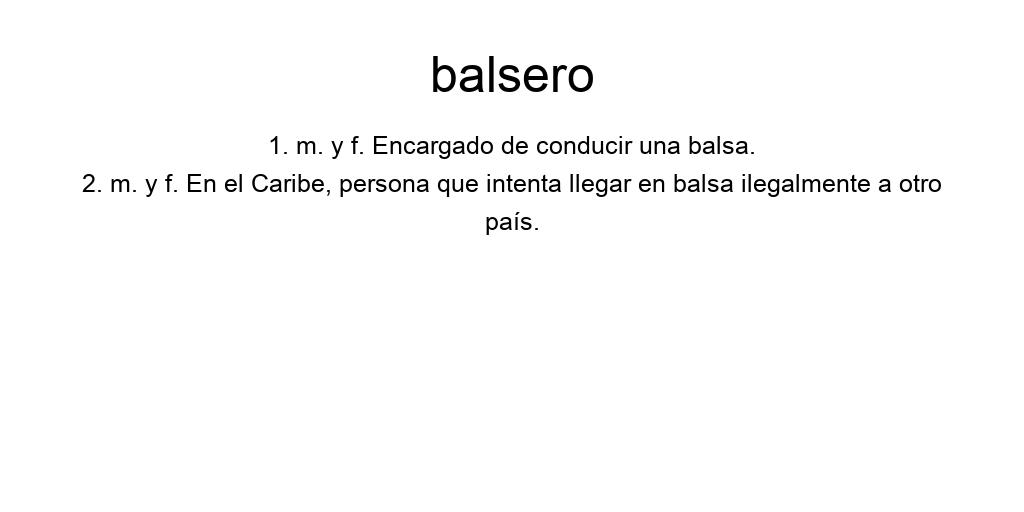 balsero
1. m. y f. Encargado de conducir una balsa.
2. m. y f. En el Caribe, persona que intenta llegar en balsa ilegalmente a otro
país.